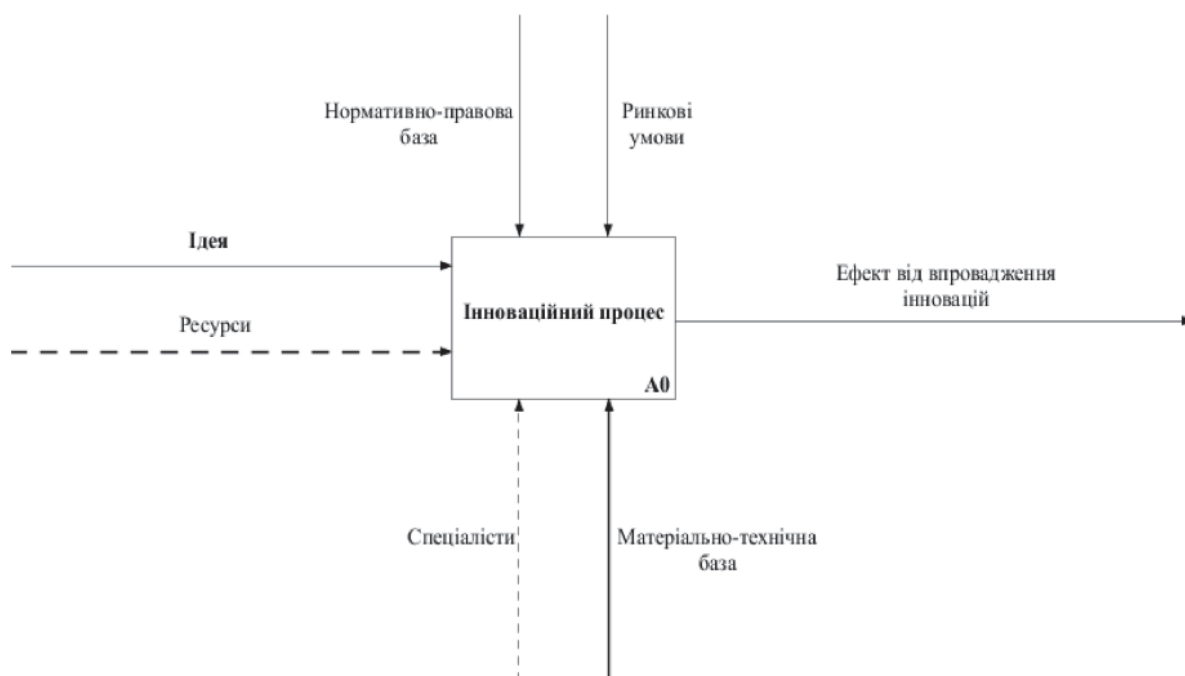 Нормативно-правова
база
Ринкові
умови
Ідея
Ресурси
Інноваційний процес
А0
Ефект від впровадження
інновацій
Спеціалісти
Матеріально-технічна
база